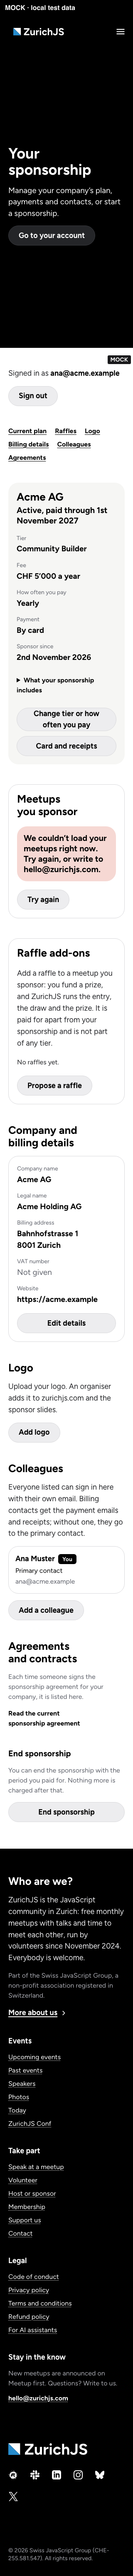 MOCK · local test data
ZurichJS
Your
sponsorship
Manage your company's plan,
payments and contacts, or start
a sponsorship.
Go to your account
MOCK
Signed in as ana@acme.example
Sign out
Current plan Raffles Logo
Billing details Colleagues
Agreements
Acme AG
Active, paid through 1st
November 2027
Tier
Community Builder
Fee
CHF 5'000 a year
How often you pay
Yearly
Payment
By card
Sponsor since
2nd November 2026
▶ What your sponsorship
includes
Change tier or how
often you pay
Card and receipts
Meetups
you sponsor
We couldn't load your
meetups right now.
Try again, or write to
hello@zurichjs.com.
Try again
Raffle add-ons
Add a raffle to a meetup you
sponsor: you fund a prize,
and ZurichJS runs the entry,
the draw and the prize. It is
paid for apart from your
sponsorship and is not part
of any tier.
No raffles yet.
Propose a raffle
Company and
billing details
Company name
Acme AG
Legal name
Acme Holding AG
Billing address
Bahnhofstrasse 1
8001 Zurich
VAT number
Not given
Website
https://acme.example
Edit details
Logo
Upload your logo. An organiser
adds it to zurichjs.com and the
sponsor slides.
Add logo
Colleagues
Everyone listed can sign in here
with their own email. Billing
contacts get the payment emails
and receipts; without one, they go
to the primary contact.
Ana Muster You
Primary contact
ana@acme.example
Add a colleague
Agreements
and contracts
Each time someone signs the
sponsorship agreement for your
company, it is listed here.
Read the current
sponsorship agreement
End sponsorship
You can end the sponsorship with the
period you paid for. Nothing more is
charged after that.
End sponsorship
Who are we?
ZurichJS is the JavaScript
community in Zurich: free monthly
meetups with talks and time to
meet each other, run by
volunteers since November 2024.
Everybody is welcome.
Part of the Swiss JavaScript Group, a
non-profit association registered in
Switzerland.
More about us >
Events
Upcoming events
Past events
Speakers
Photos
Today
ZurichJS Conf
Take part
Speak at a meetup
Volunteer
Host or sponsor
Membership
Support us
Contact
Legal
Code of conduct
Privacy policy
Terms and conditions
Refund policy
For AI assistants
Stay in the know
New meetups are announced on
Meetup first. Questions? Write to us.
hello@zurichjs.com
ZurichJS
© 2026 Swiss JavaScript Group (CHE-
255.581.547). All rights reserved.